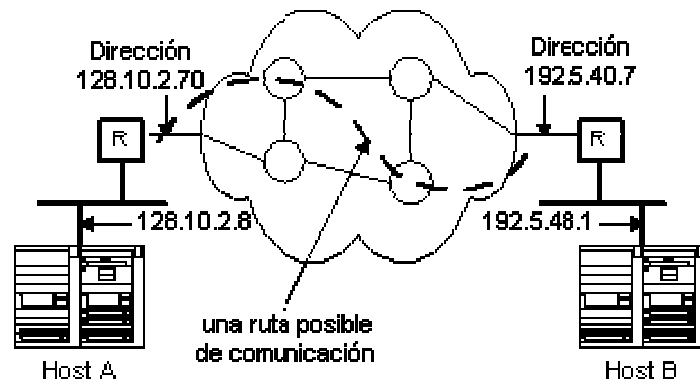 Dirección
128.10.2.70
Dirección
192.5.40.7
R
R
128.10.2.8
192.5.48.1
una ruta posible
de comunicación
Host A
Host B